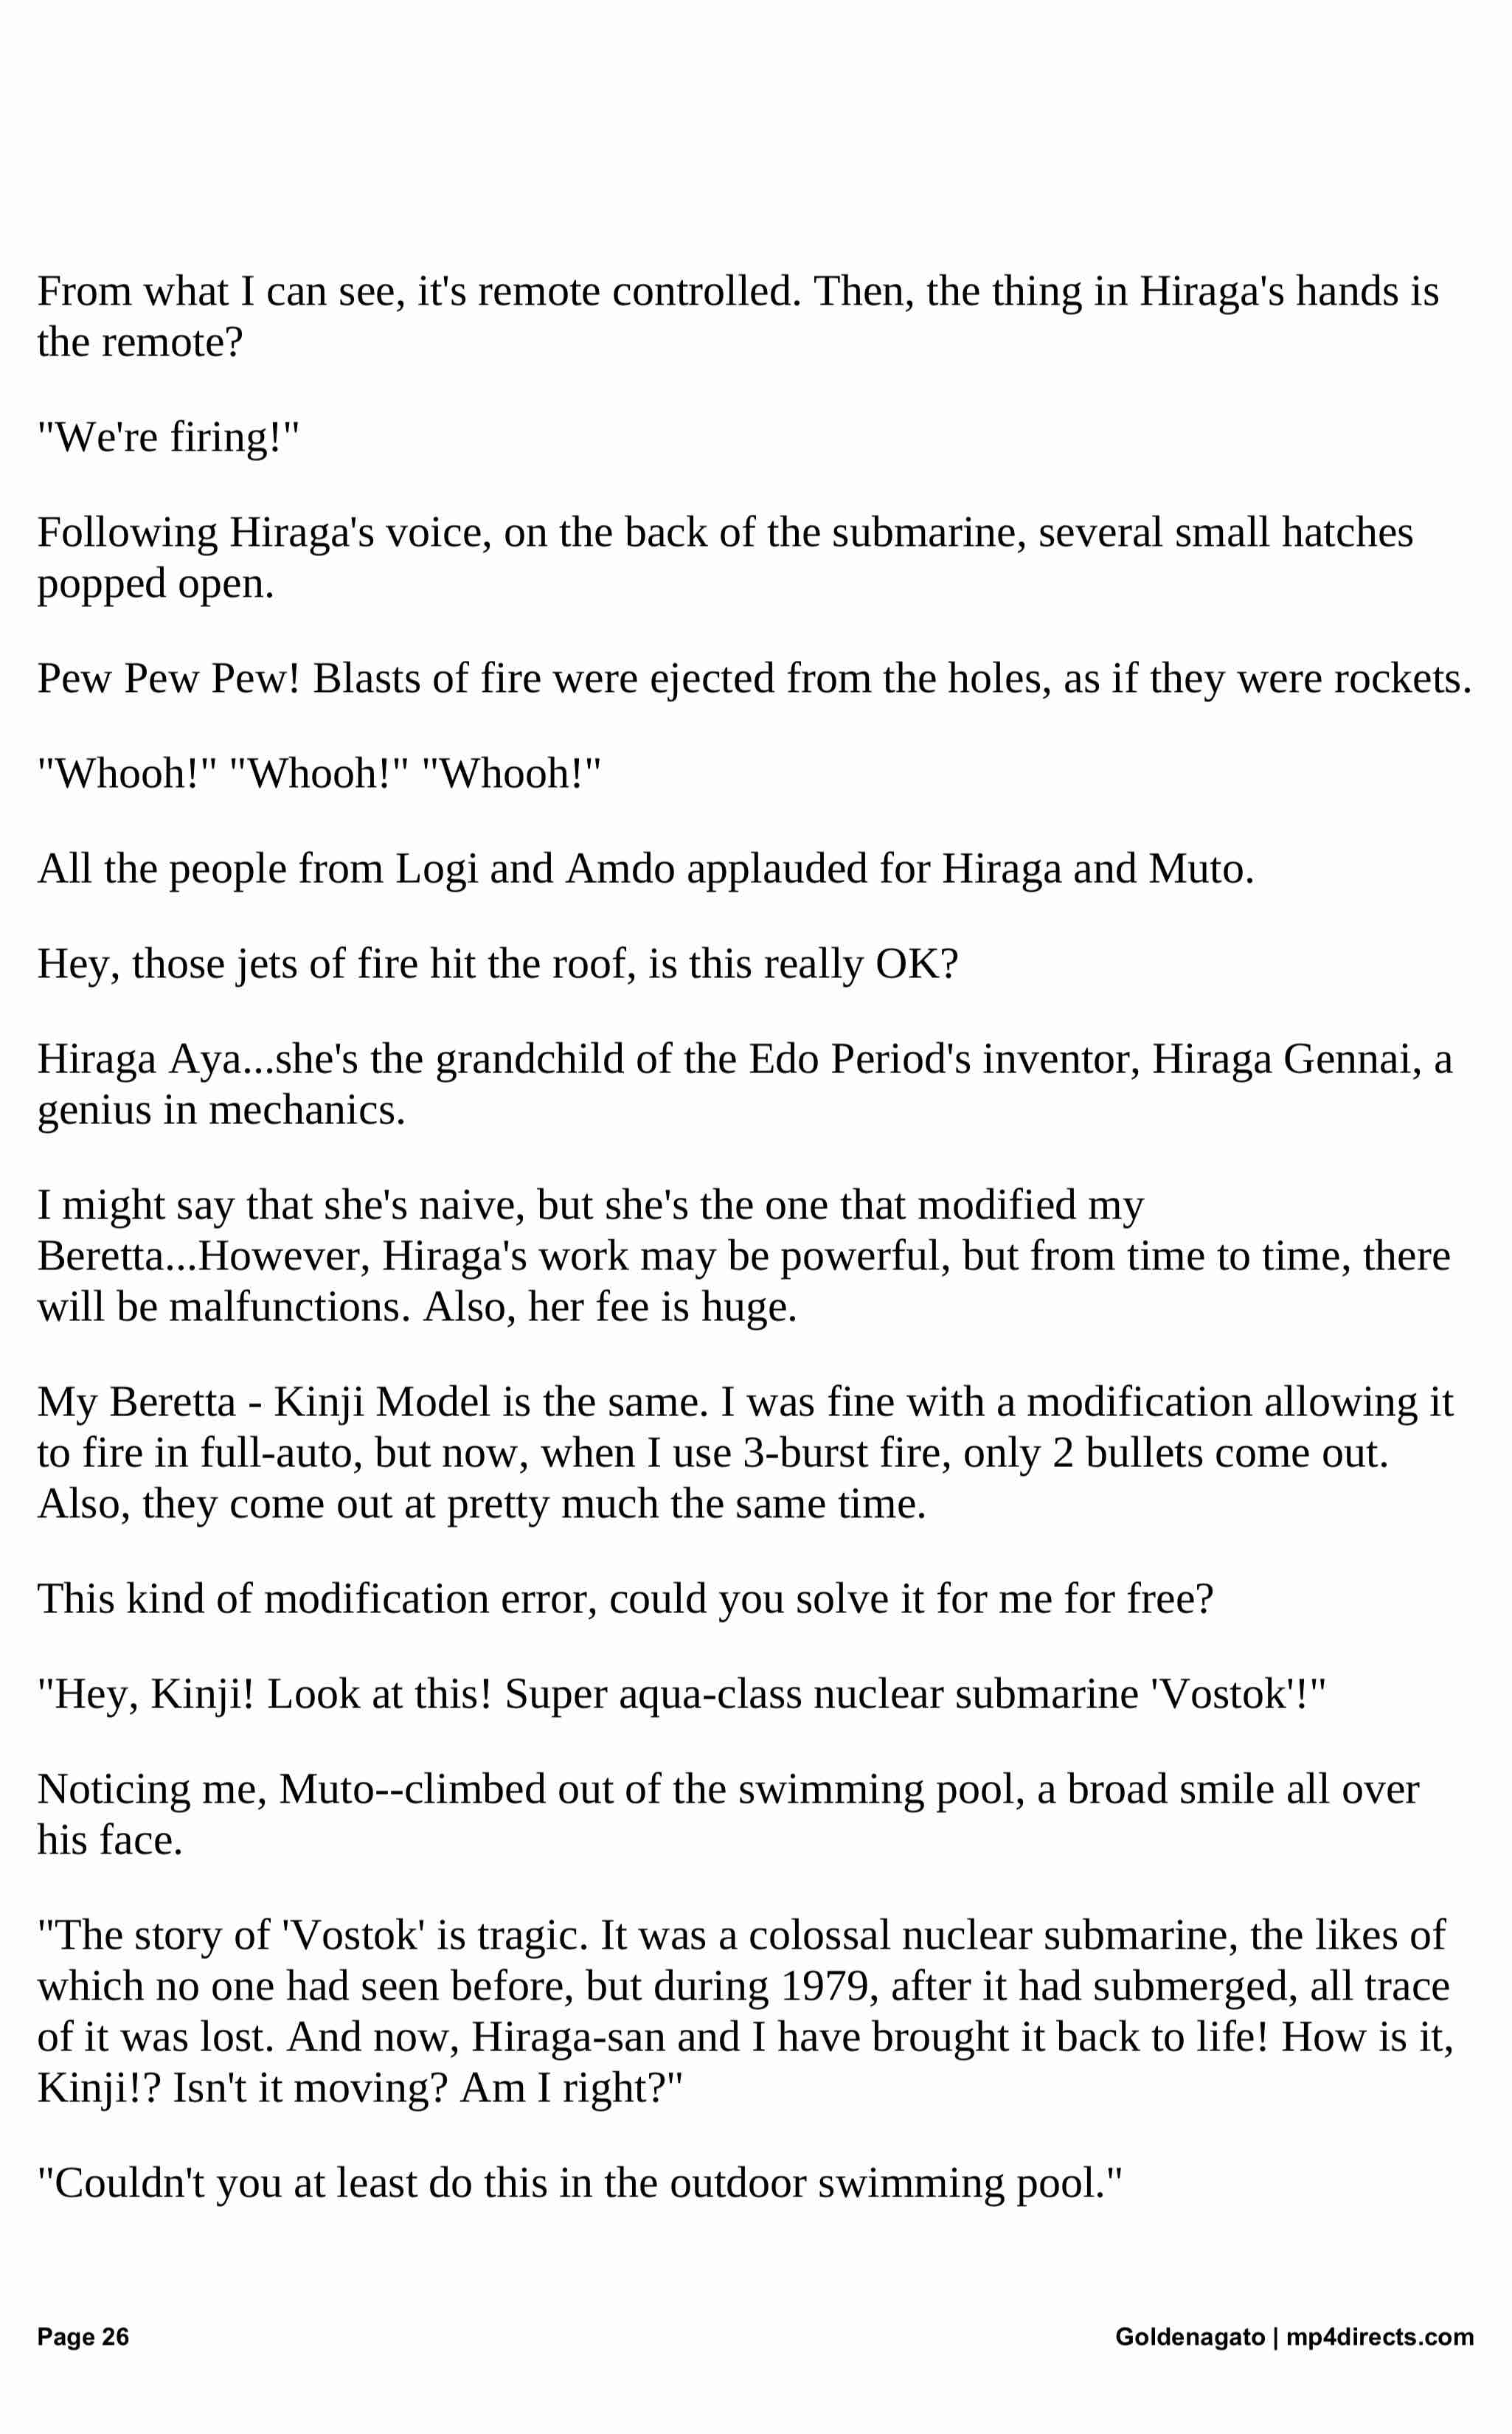 From what I can see, it's remote controlled. Then, the thing in Hiraga's hands is
the remote?
"We're firing!"
Following Hiraga's voice, on the back of the submarine, several small hatches
popped open.
Pew Pew Pew! Blasts of fire were ejected from the holes, as if they were rockets.
"Whooh!" "Whooh!" "Whooh!"
All the people from Logi and Amdo applauded for Hiraga and Muto.
Hey, those jets of fire hit the roof, is this really OK?
Hiraga Aya...she's the grandchild of the Edo Period's inventor, Hiraga Gennai, a
genius in mechanics.
I might say that she's naive, but she's the one that modified my
Beretta...However, Hiraga's work may be powerful, but from time to time, there
will be malfunctions. Also, her fee is huge.
My Beretta - Kinji Model is the same. I was fine with a modification allowing it
to fire in full-auto, but now, when I use 3-burst fire, only 2 bullets come out.
Also, they come out at pretty much the same time.
This kind of modification error, could you solve it for me for free?
"Hey, Kinji! Look at this! Super aqua-class nuclear submarine 'Vostok'!"
Noticing me, Muto--climbed out of the swimming pool, a broad smile all over
his face.
"The story of 'Vostok' is tragic. It was a colossal nuclear submarine, the likes of
which no one had seen before, but during 1979, after it had submerged, all trace
of it was lost. And now, Hiraga-san and I have brought it back to life! How is it,
Kinji!? Isn't it moving? Am I right?"
"Couldn't you at least do this in the outdoor swimming pool."
Page 26
Goldenagato | mp4directs.com